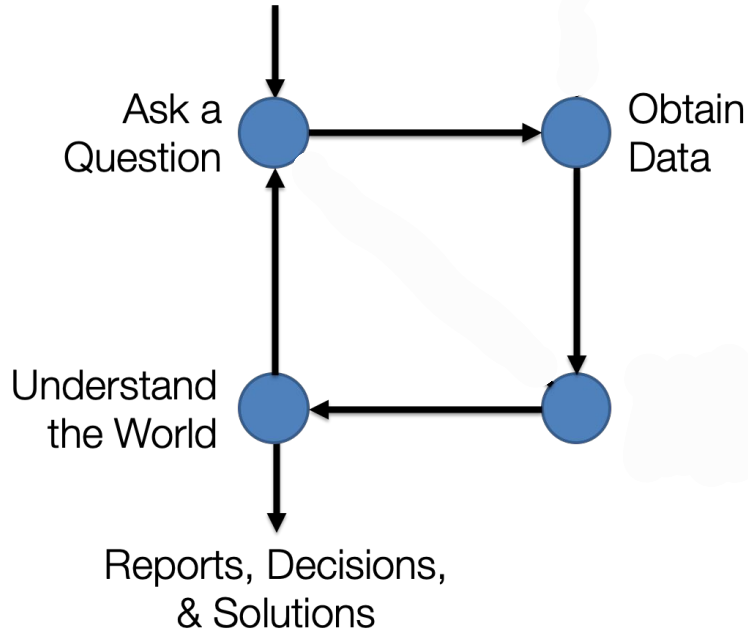 Ask a
Question
Obtain
Data
Understand
the World
Reports, Decisions,
& Solutions